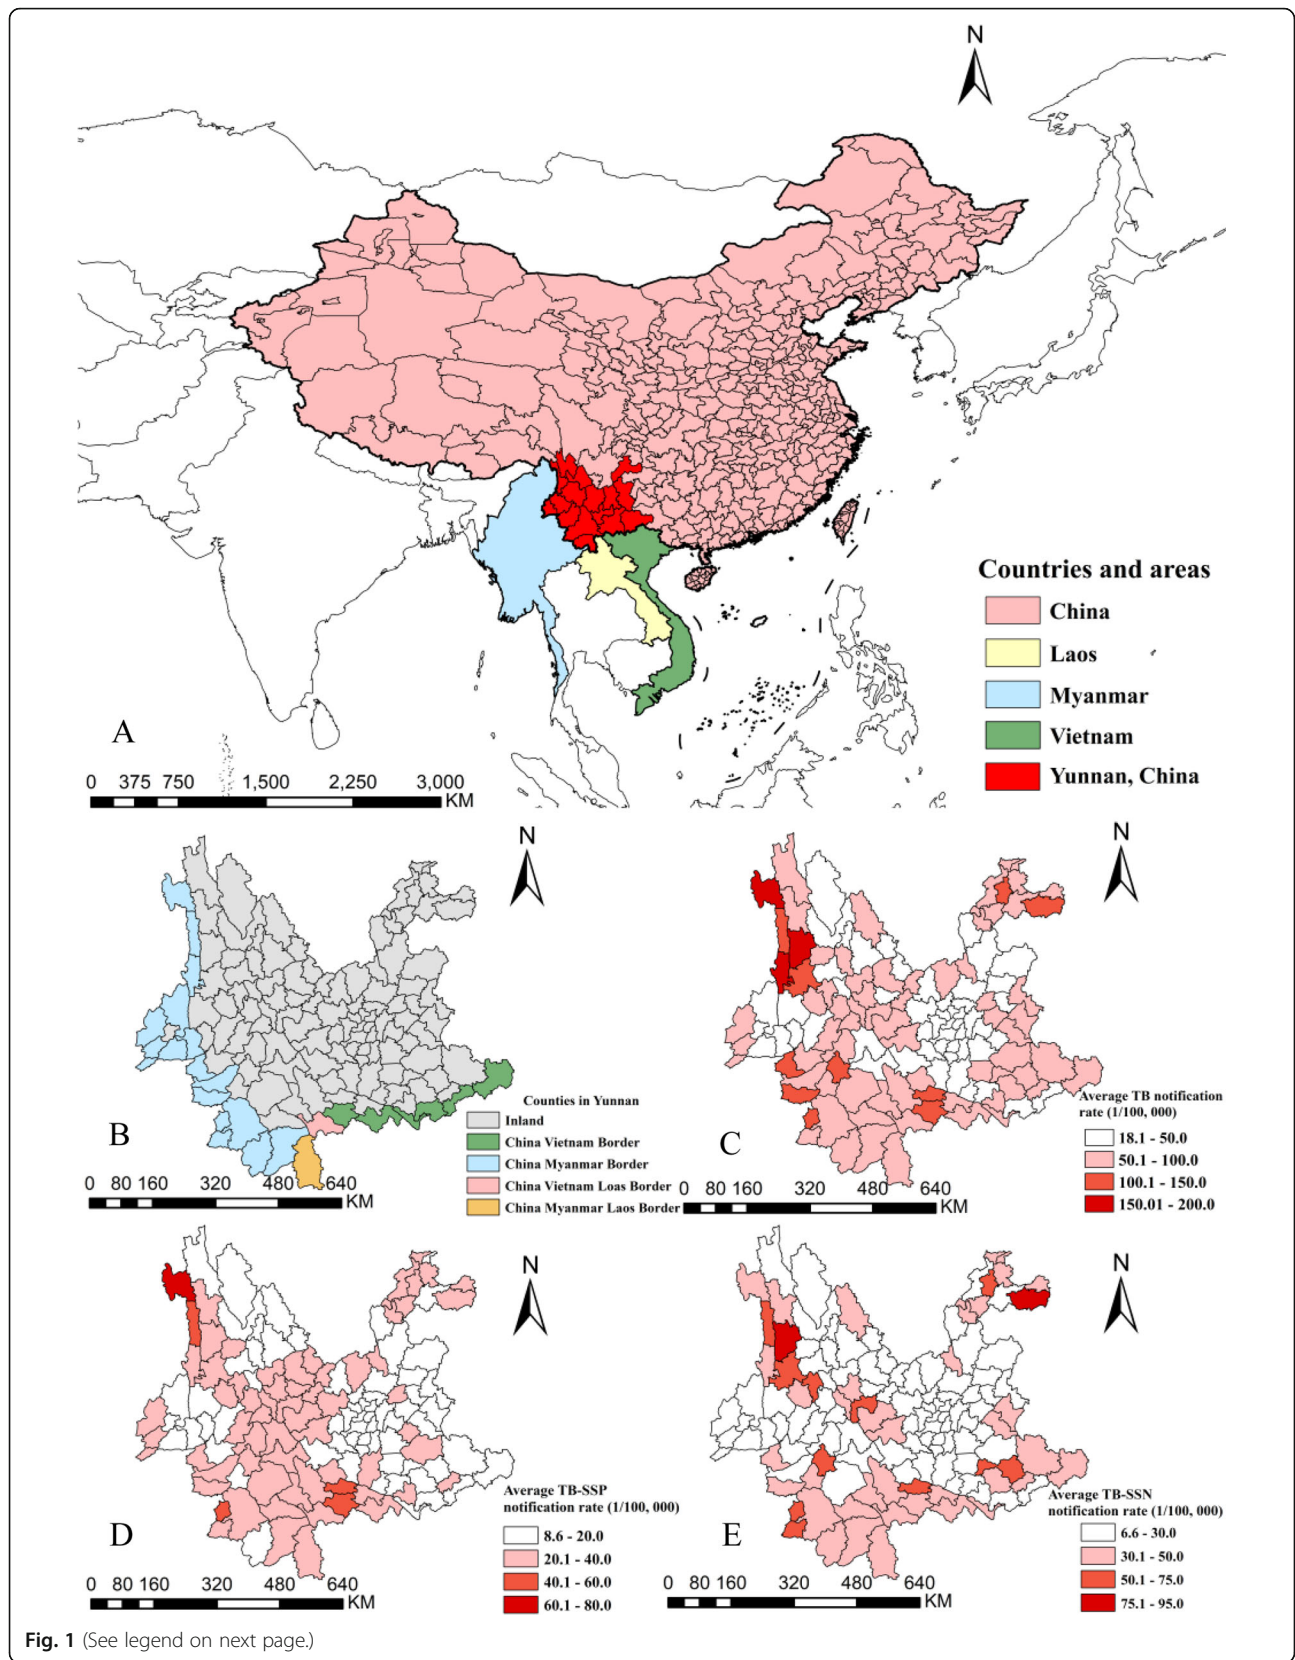 N
Countries and areas
China
Laos
Myanmar
Vietnam
Yunnan, China
A
0 375 750 1,500 2,250 3,000
KM
N
B
Counties in Yunnan
Inland
China Vietnam Border
China Myanmar Border
China Vietnam Loas Border
China Myanmar Laos Border
0 80 160 320 480 640
KM
N
C
Average TB notification
rate (1/100, 000)
18.1 - 50.0
50.1 - 100.0
100.1 - 150.0
150.01 - 200.0
0 80 160 320 480 640
KM
N
D
Average TB-SSP
notification rate (1/100, 000)
8.6 - 20.0
20.1 - 40.0
40.1 - 60.0
60.1 - 80.0
0 80 160 320 480 640
KM
N
E
Average TB-SSN
notification rate (1/100, 000)
6.6 - 30.0
30.1 - 50.0
50.1 - 75.0
75.1 - 95.0
0 80 160 320 480 640
KM
Fig. 1 (See legend on next page.)